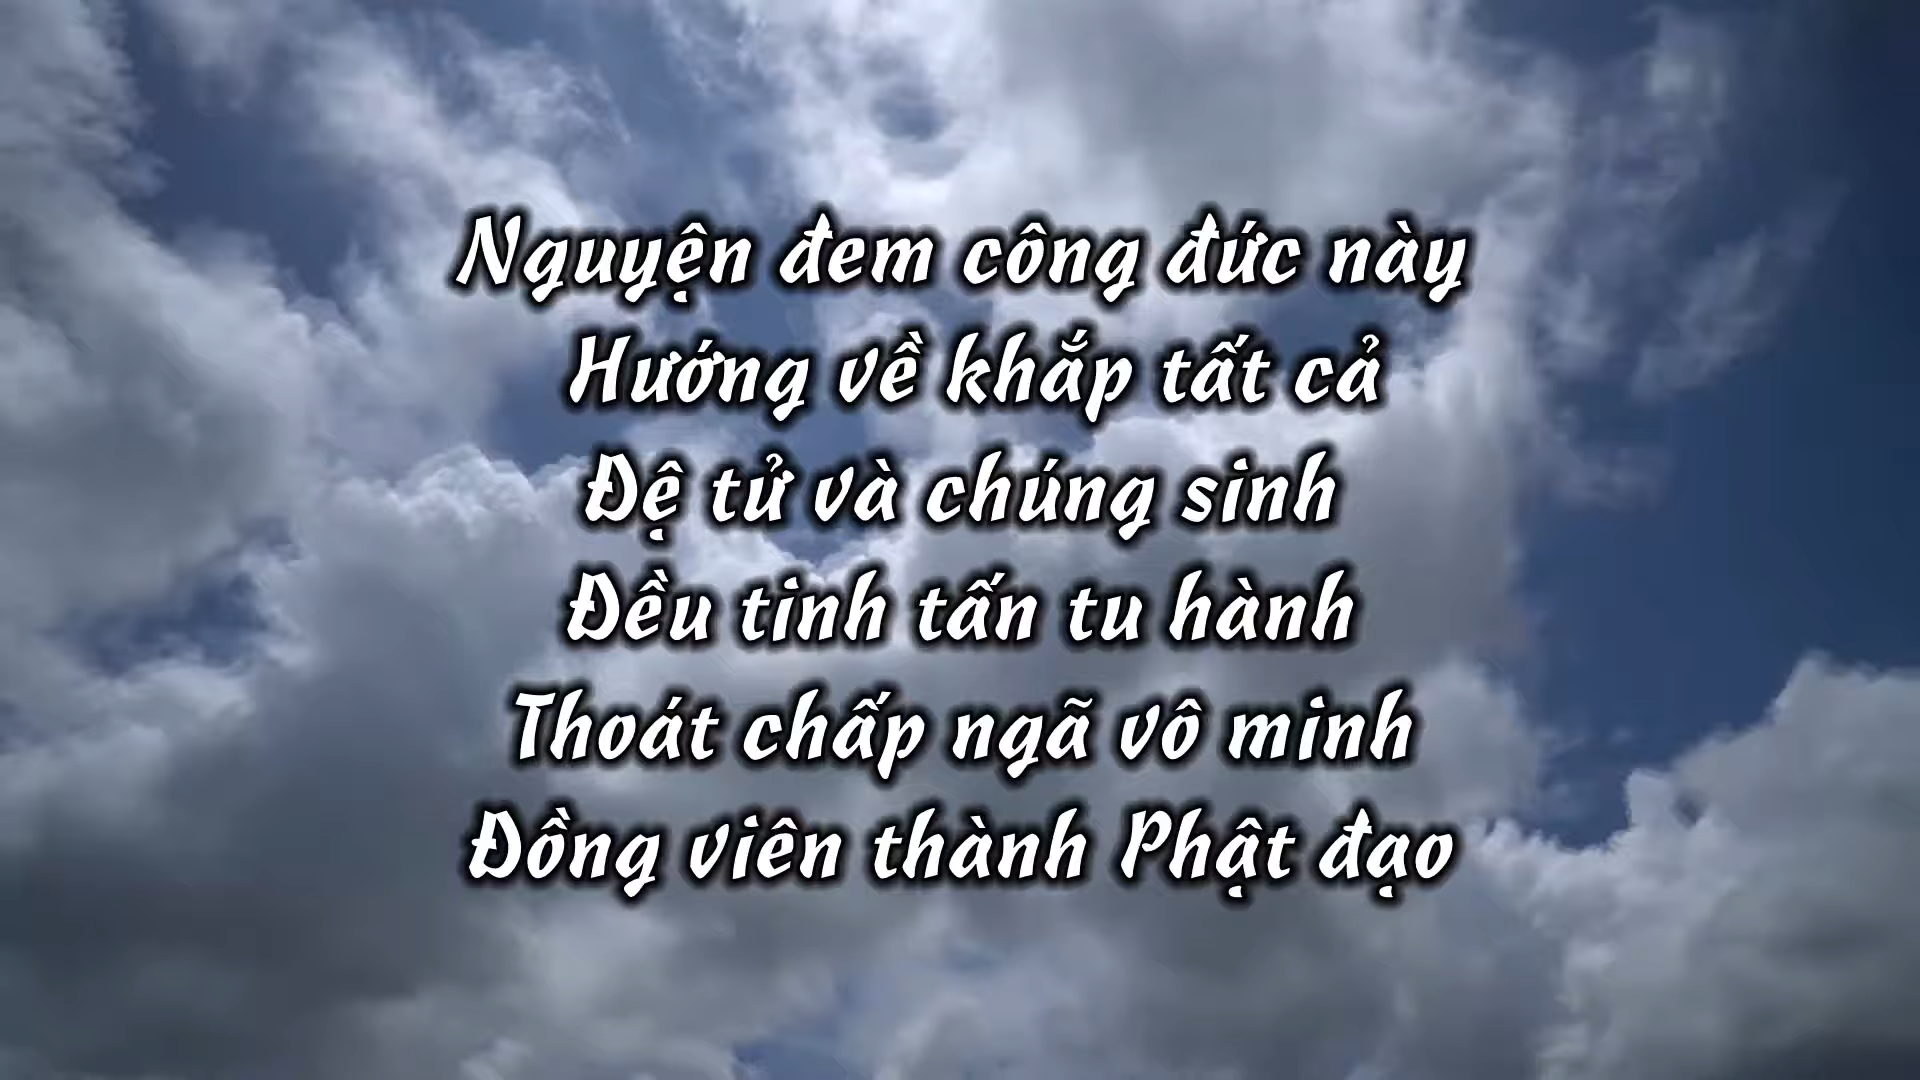 Nguyện đem công đức này
Hướng về khắp tất cả
Đệ tử và chúng sinh
Đều tinh tấn tu hành
Thoát chấp ngã vô minh
Đồng viên thành Phật đạo